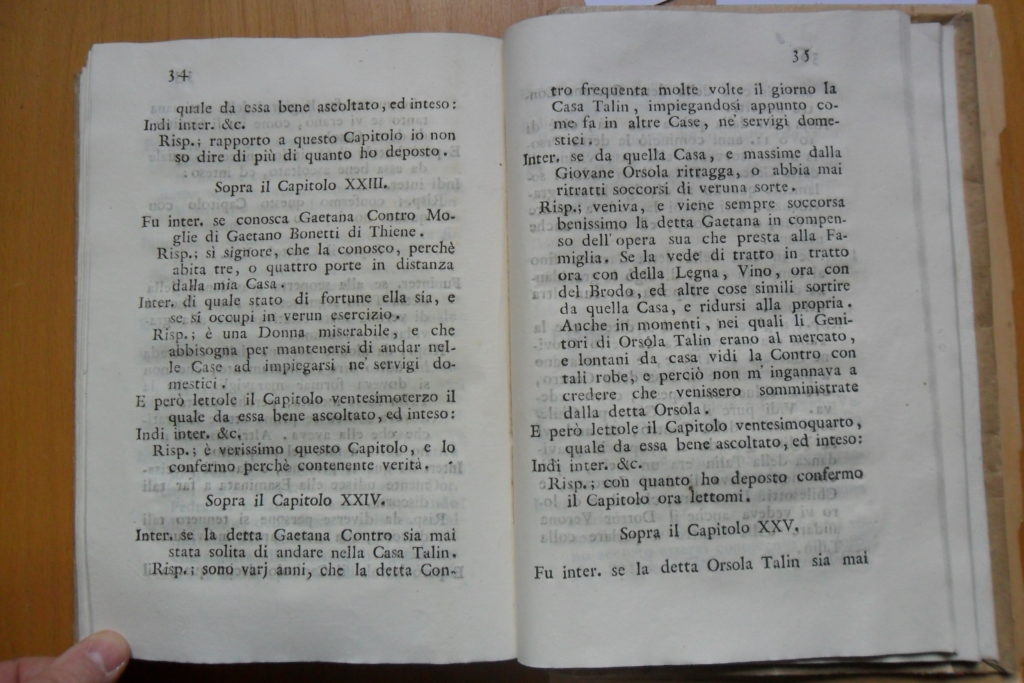 34
quale da essa bene ascoltato, ed inteso:
Indi inter. &c.
Risp.; rapporto a questo Capitolo io non
so dire di più di quanto ho deposto.
Sopra il Capitolo XXIII.
Fu inter. se conosca Gaetana Contro Mo-
glie di Gaetano Bonetti di Thiene.
Risp.; sì signore, che la conosco, perchè
abita tre, o quattro porte in distanza
dalla mia Casa.
Inter. di quale stato di fortune ella sia, e
se si occupi in verun esercizio.
Risp.; è una Donna miserabile, e che
abbisogna per mantenersi di andar nel-
le Case ad impiegarsi ne' servigi do-
mestici.
E però lettole il Capitolo ventesimoterzo il
quale da essa bene ascoltato, ed inteso:
Indi inter. &c.
Risp.; è verissimo questo Capitolo, e lo
confermo perchè contenente verità.
Sopra il Capitolo XXIV.
Inter. se la detta Gaetana Contro sia mai
stata solita di andare nella Casa Talin.
Risp.; sono varj anni, che la detta Con-
35
tro frequenta molte volte il giorno la
Casa Talin, impiegandosi appunto co-
me fa in altre Case, ne' servigi dome-
stici.
Inter. se da quella Casa, e massime dalla
Giovane Orsola ritragga, o abbia mai
ritratti soccorsi di veruna sorte.
Risp.; veniva, e viene sempre soccorsa
benissimo la detta Gaetana in compen-
so dell'opera sua che presta alla Fa-
miglia. Se la vede di tratto in tratto
ora con della Legna, Vino, ora con
del Brodo, ed altre cose simili sortire
da quella Casa, e ridursi alla propria.
Anche in momenti, nei quali li Geni-
tori di Orsola Talin erano al mercato,
e lontani da casa vidi la Contro con
tali robe, e perciò non m'ingannava a
credere che venissero somministrate
dalla detta Orsola.
E però lettole il Capitolo ventesimoquarto,
quale da essa bene ascoltato, ed inteso:
Indi inter. &c.
Risp.; con quanto ho deposto confermo
il Capitolo ora lettomi.
Sopra il Capitolo XXV.
Fu inter. se la detta Orsola Talin sia mai